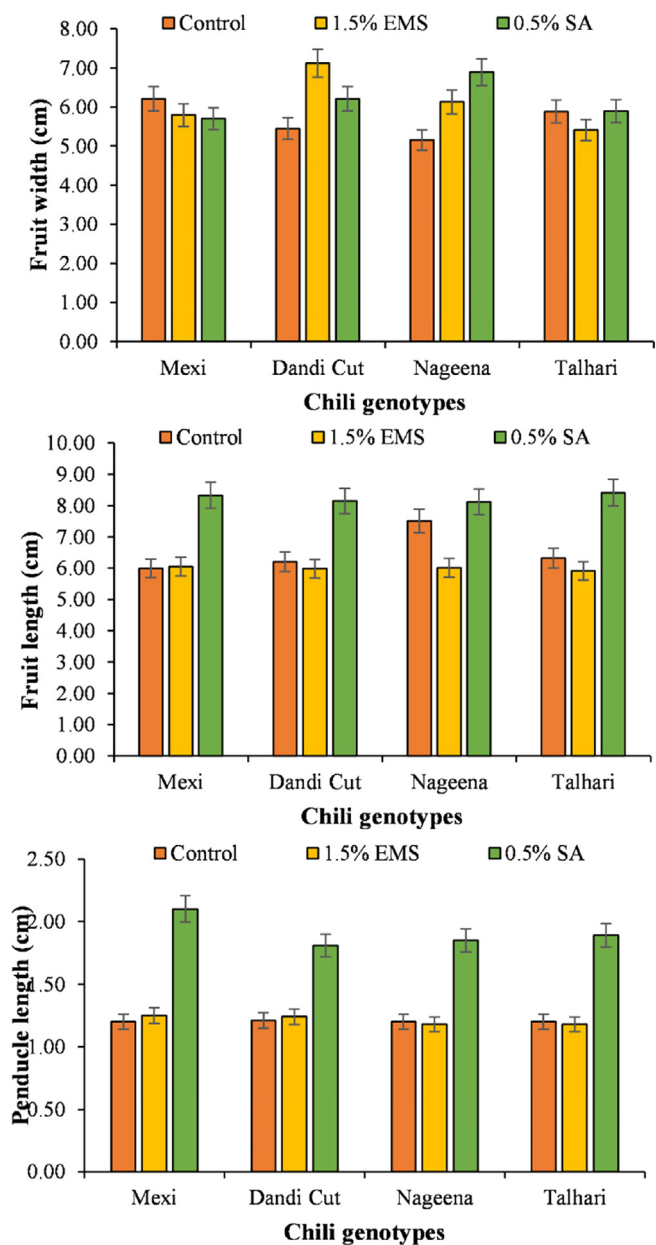 Control 1.5% EMS 0.5% SA
8.00
7.00
6.00
5.00
4.00
3.00
2.00
1.00
0.00
Fruit width (cm)
Mexi Dandi Cut Nageena Talhari
Chili genotypes
Control 1.5% EMS 0.5% SA
10.00
9.00
8.00
7.00
6.00
5.00
4.00
3.00
2.00
1.00
0.00
Fruit length (cm)
Mexi Dandi Cut Nageena Talhari
Chili genotypes
Control 1.5% EMS 0.5% SA
2.50
2.00
1.50
1.00
0.50
0.00
Penducle length (cm)
Mexi Dandi Cut Nageena Talhari
Chili genotypes